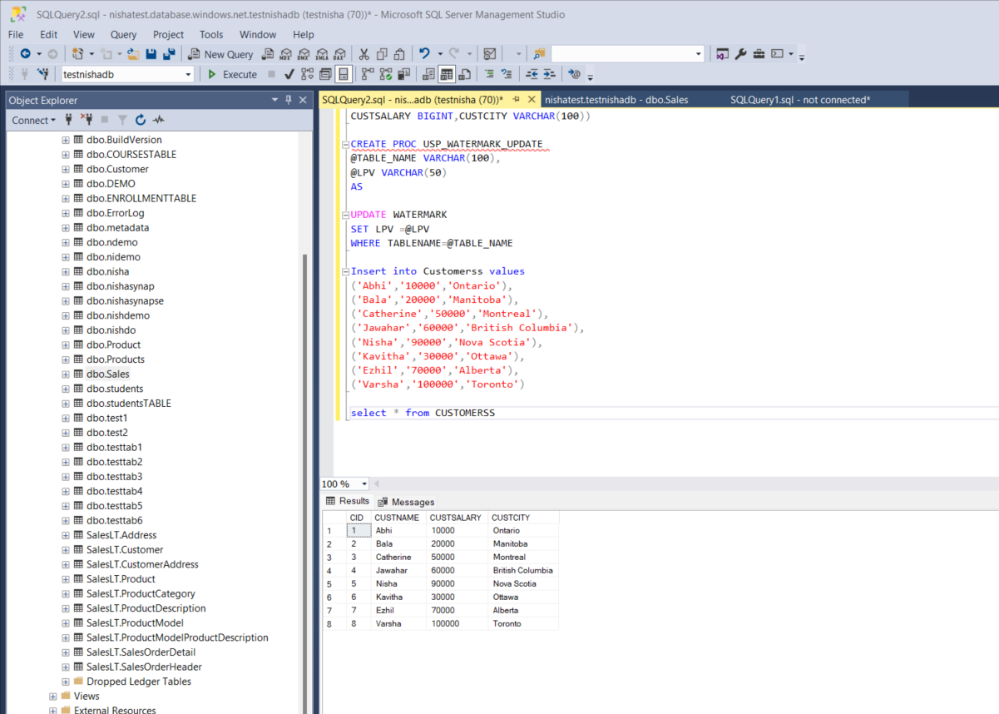 SQLQuery2.sql - nishatest.database.windows.net.testnishadb (testnisha (70))* - Microsoft SQL Server Management Studio
File Edit View Query Project Tools Window Help
New Query MDX DMX XMLA DAX
testnishadb Execute
Object Explorer
Connect
dbo.BuildVersion
dbo.COURSESTABLE
dbo.Customer
dbo.DEMO
dbo.ENROLLMENTTABLE
dbo.ErrorLog
dbo.metadata
dbo.ndemo
dbo.nidemo
dbo.nisha
dbo.nishasynap
dbo.nishasynapse
dbo.nishdemo
dbo.nishdo
dbo.Product
dbo.Products
dbo.Sales
dbo.students
dbo.studentsTABLE
dbo.test1
dbo.test2
dbo.testtab1
dbo.testtab2
dbo.testtab3
dbo.testtab4
dbo.testtab5
dbo.testtab6
SalesLT.Address
SalesLT.Customer
SalesLT.CustomerAddress
SalesLT.Product
SalesLT.ProductCategory
SalesLT.ProductDescription
SalesLT.ProductModel
SalesLT.ProductModelProductDescription
SalesLT.SalesOrderDetail
SalesLT.SalesOrderHeader
Dropped Ledger Tables
Views
External Resources
SQLQuery2.sql - nis...adb (testnisha (70))* nishatest.testnishadb - dbo.Sales SQLQuery1.sql - not connected*
CUSTSALARY BIGINT,CUSTCITY VARCHAR(100))
CREATE PROC USP_WATERMARK_UPDATE
@TABLE_NAME VARCHAR(100),
@LPV VARCHAR(50)
AS
UPDATE WATERMARK
SET LPV =@LPV
WHERE TABLENAME=@TABLE_NAME
Insert into Customerss values
('Abhi','10000','Ontario'),
('Bala','20000','Manitoba'),
('Catherine','50000','Montreal'),
('Jawahar','60000','British Columbia'),
('Nisha','90000','Nova Scotia'),
('Kavitha','30000','Ottawa'),
('Ezhil','70000','Alberta'),
('Varsha','100000','Toronto')
select * from CUSTOMERSS
100 %
Results Messages
CID CUSTNAME CUSTSALARY CUSTCITY
1 1 Abhi 10000 Ontario
2 2 Bala 20000 Manitoba
3 3 Catherine 50000 Montreal
4 4 Jawahar 60000 British Columbia
5 5 Nisha 90000 Nova Scotia
6 6 Kavitha 30000 Ottawa
7 7 Ezhil 70000 Alberta
8 8 Varsha 100000 Toronto